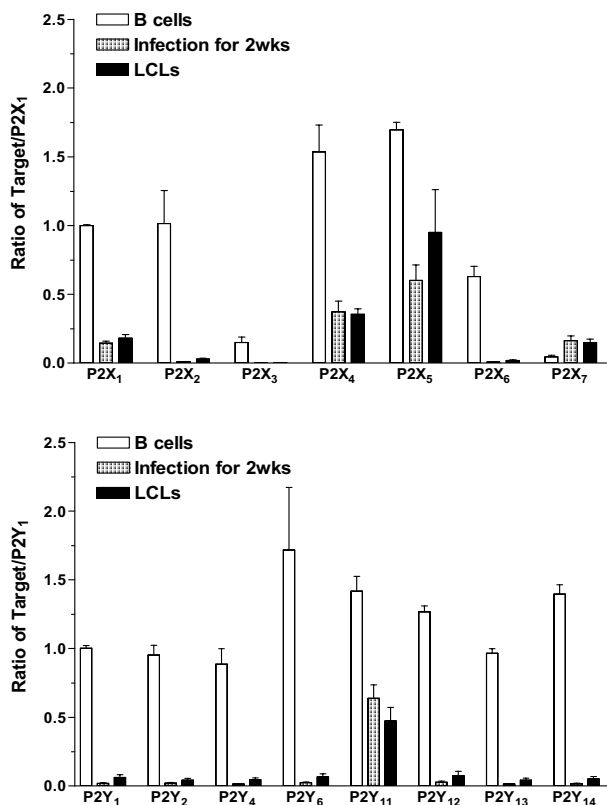 B cells
Infection for 2wks
LCLs
Ratio of Target/P2X₁
2.5
2.0
1.5
1.0
0.5
0.0
P2X₁ P2X₂ P2X₃ P2X₄ P2X₅ P2X₆ P2X₇
B cells
Infection for 2wks
LCLs
Ratio of Target/P2Y₁
2.5
2.0
1.5
1.0
0.5
0.0
P2Y₁ P2Y₂ P2Y₄ P2Y₆ P2Y₁₁ P2Y₁₂ P2Y₁₃ P2Y₁₄